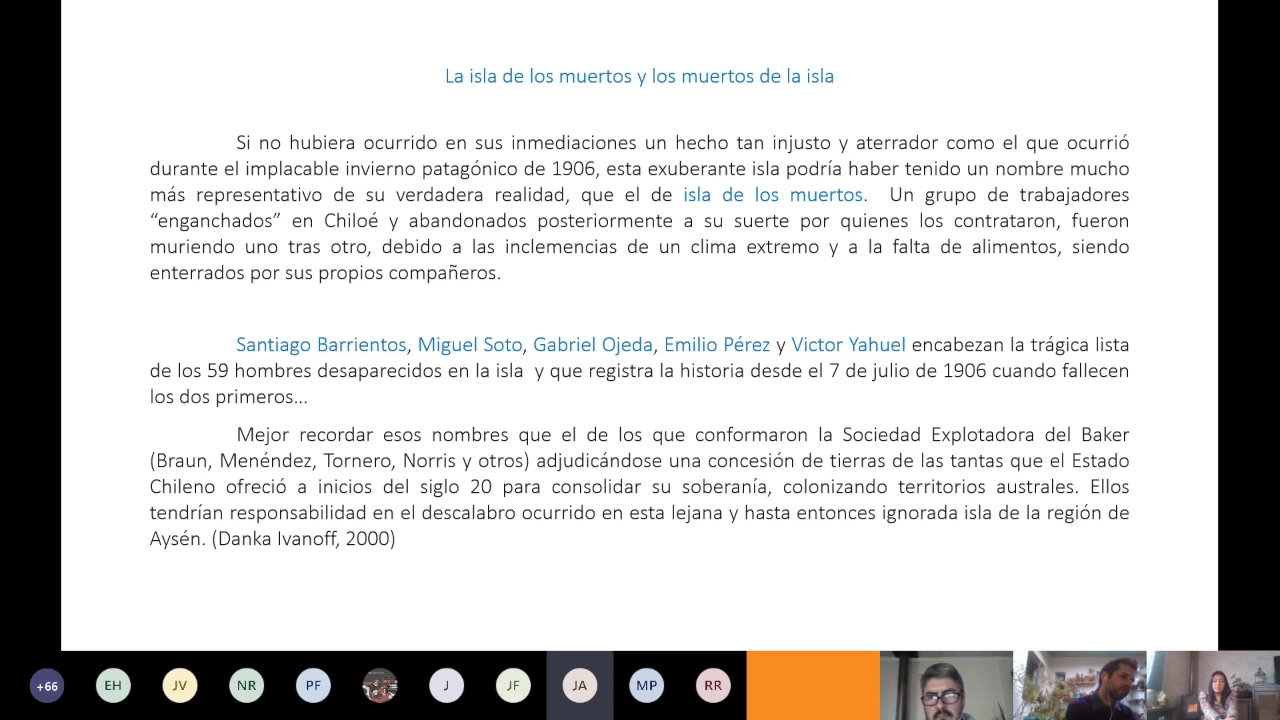 La isla de los muertos y los muertos de la isla
Si no hubiera ocurrido en sus inmediaciones un hecho tan injusto y aterrador como el que ocurrió
durante el implacable invierno patagónico de 1906, esta exuberante isla podría haber tenido un nombre mucho
más representativo de su verdadera realidad, que el de isla de los muertos. Un grupo de trabajadores
“enganchados” en Chiloé y abandonados posteriormente a su suerte por quienes los contrataron, fueron
muriendo uno tras otro, debido a las inclemencias de un clima extremo y a la falta de alimentos, siendo
enterrados por sus propios compañeros.
Santiago Barrientos, Miguel Soto, Gabriel Ojeda, Emilio Pérez y Victor Yahuel encabezan la trágica lista
de los 59 hombres desaparecidos en la isla y que registra la historia desde el 7 de julio de 1906 cuando fallecen
los dos primeros...
Mejor recordar esos nombres que el de los que conformaron la Sociedad Explotadora del Baker
(Braun, Menéndez, Tornero, Norris y otros) adjudicándose una concesión de tierras de las tantas que el Estado
Chileno ofreció a inicios del siglo 20 para consolidar su soberanía, colonizando territorios australes. Ellos
tendrían responsabilidad en el descalabro ocurrido en esta lejana y hasta entonces ignorada isla de la región de
Aysén. (Danka Ivanoff, 2000)
+66 EH JV NR PF J JF JA MP RR